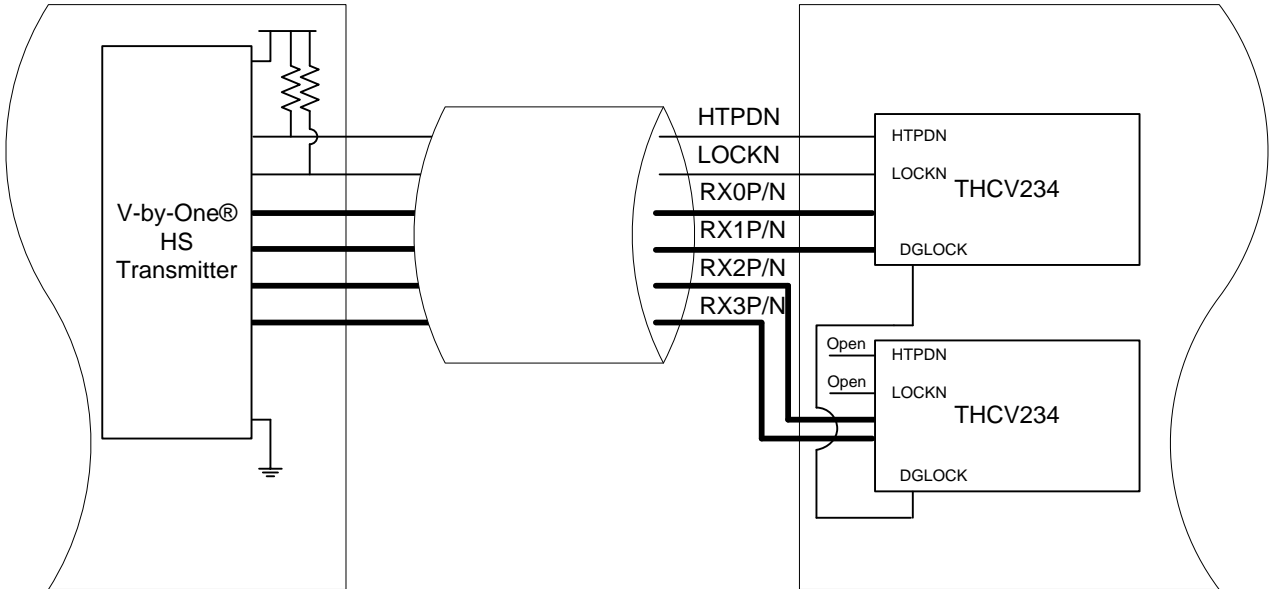 V-by-One®
HS
Transmitter
HTPDN
LOCKN
RX0P/N
RX1P/N
RX2P/N
RX3P/N
HTPDN
LOCKN
THCV234
DGLOCK
Open
HTPDN
Open
LOCKN
THCV234
DGLOCK